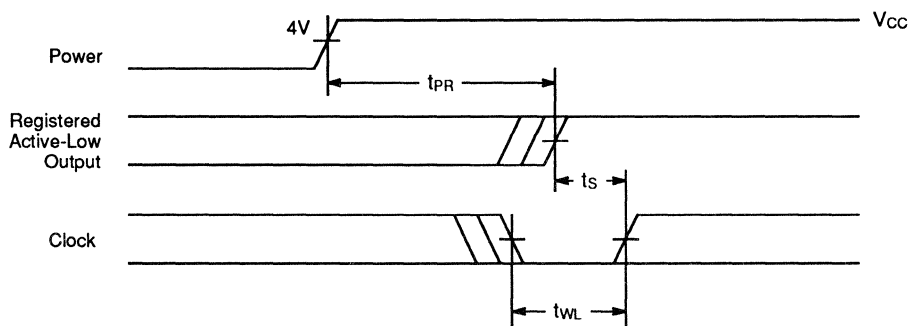 4V
VCC
Power
tPR
Registered
Active-Low
Output
tS
Clock
tWL